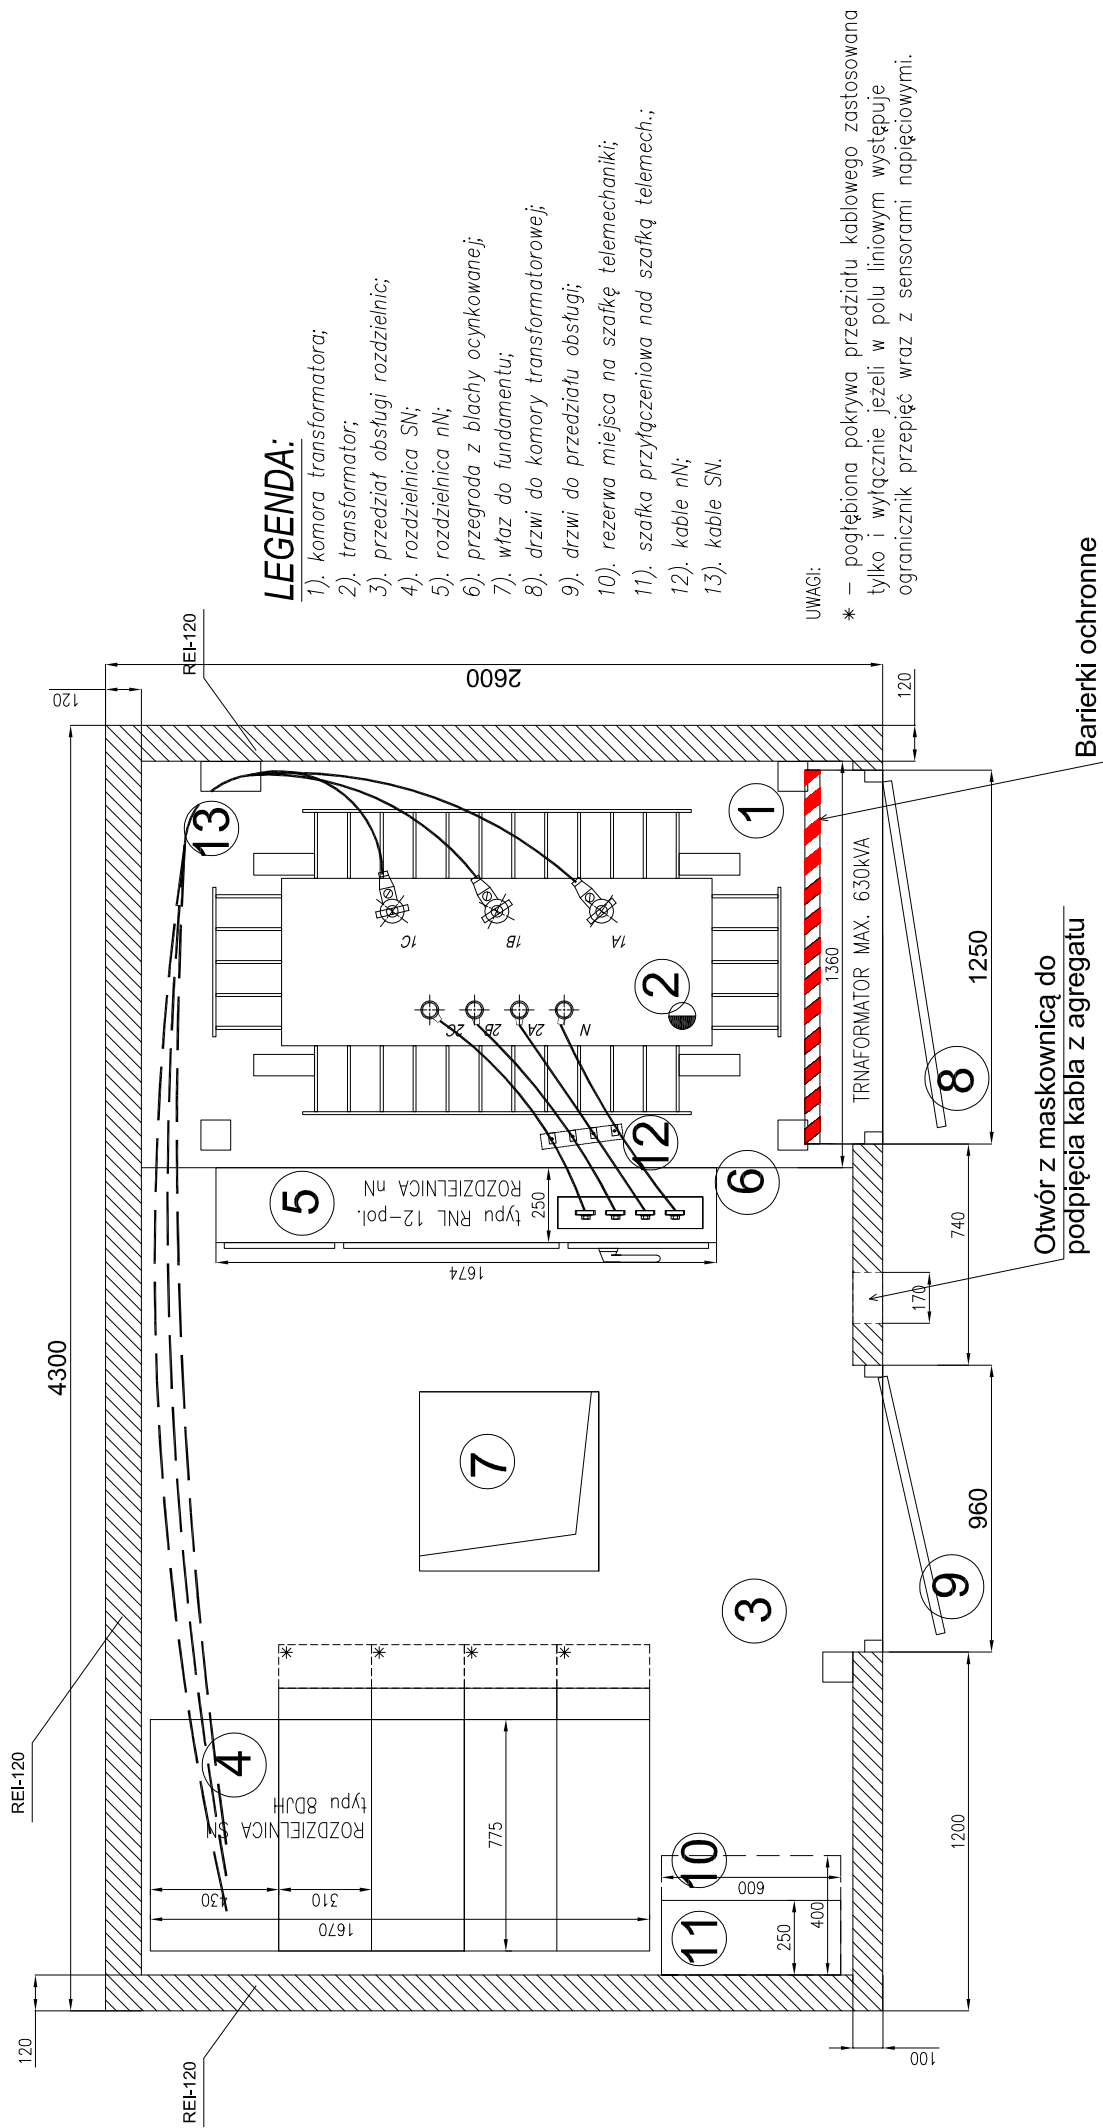 LEGENDA:
1). komora transformatora;
2). transformator;
3). przedział obsługi rozdzielnic;
4). rozdzielnica SN;
5). rozdzielnica nN;
6). przegroda z blachy ocynkowanej;
7). właz do fundamentu;
8). drzwi do komory transformatorowej;
9). drzwi do przedziału obsługi;
10). rezerwa miejsca na szafkę telemechaniki;
11). szafka przyłączeniowa nad szafką telemech.;
12). kable nN;
13). kable SN.
UWAGI:
* – pogłębiona pokrywa przedziału kablowego zastosowana
tylko i wyłącznie jeżeli w polu liniowym występuje
ogranicznik przepięć wraz z sensorami napięciowymi.
Barierki ochronne
Otwór z maskownicą do
podpięcia kabla z agregatu
TRNAFORMATOR MAX. 630kVA
ROZDZIELNICA nN
typu RNL 12–pol.
ROZDZIELNICA SN
typu 8DJH
REI-120
REI-120
REI-120
4300
2600
120
120
120
100
1200
960
740
170
1250
1360
1674
250
775
1670
430
310
600
400
250
1
2
3
4
5
6
7
8
9
10
11
12
13
1A
1B
1C
2A
2B
2C
N
*
*
*
*